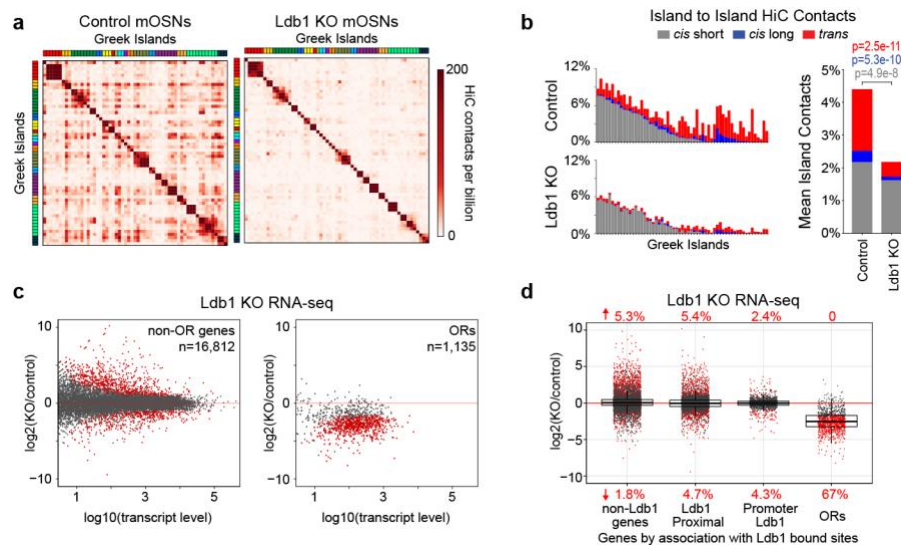 a
Control mOSNs
Ldb1 KO mOSNs
Greek Islands
Greek Islands
Greek Islands
200
HiC contacts per billion
0
b
Island to Island HiC Contacts
cis short
cis long
trans
12%
6%
0%
Control
12%
6%
0%
Ldb1 KO
Greek Islands
p=2.5e-11
p=5.3e-10
p=4.9e-8
5%
4%
3%
2%
1%
0%
Mean Island Contacts
Control
Ldb1 KO
c
Ldb1 KO RNA-seq
non-OR genes
n=16,812
ORs
n=1,135
10
0
−10
log2(KO/control)
1
3
5
log10(transcript level)
10
0
−10
log2(KO/control)
1
3
5
log10(transcript level)
d
Ldb1 KO RNA-seq
↑ 5.3%
5.4%
2.4%
0
10
5
0
−5
−10
log2(KO/control)
↓ 1.8%
4.7%
4.3%
67%
non-Ldb1 genes
Ldb1 Proximal
Promoter Ldb1
ORs
Genes by association with Ldb1 bound sites